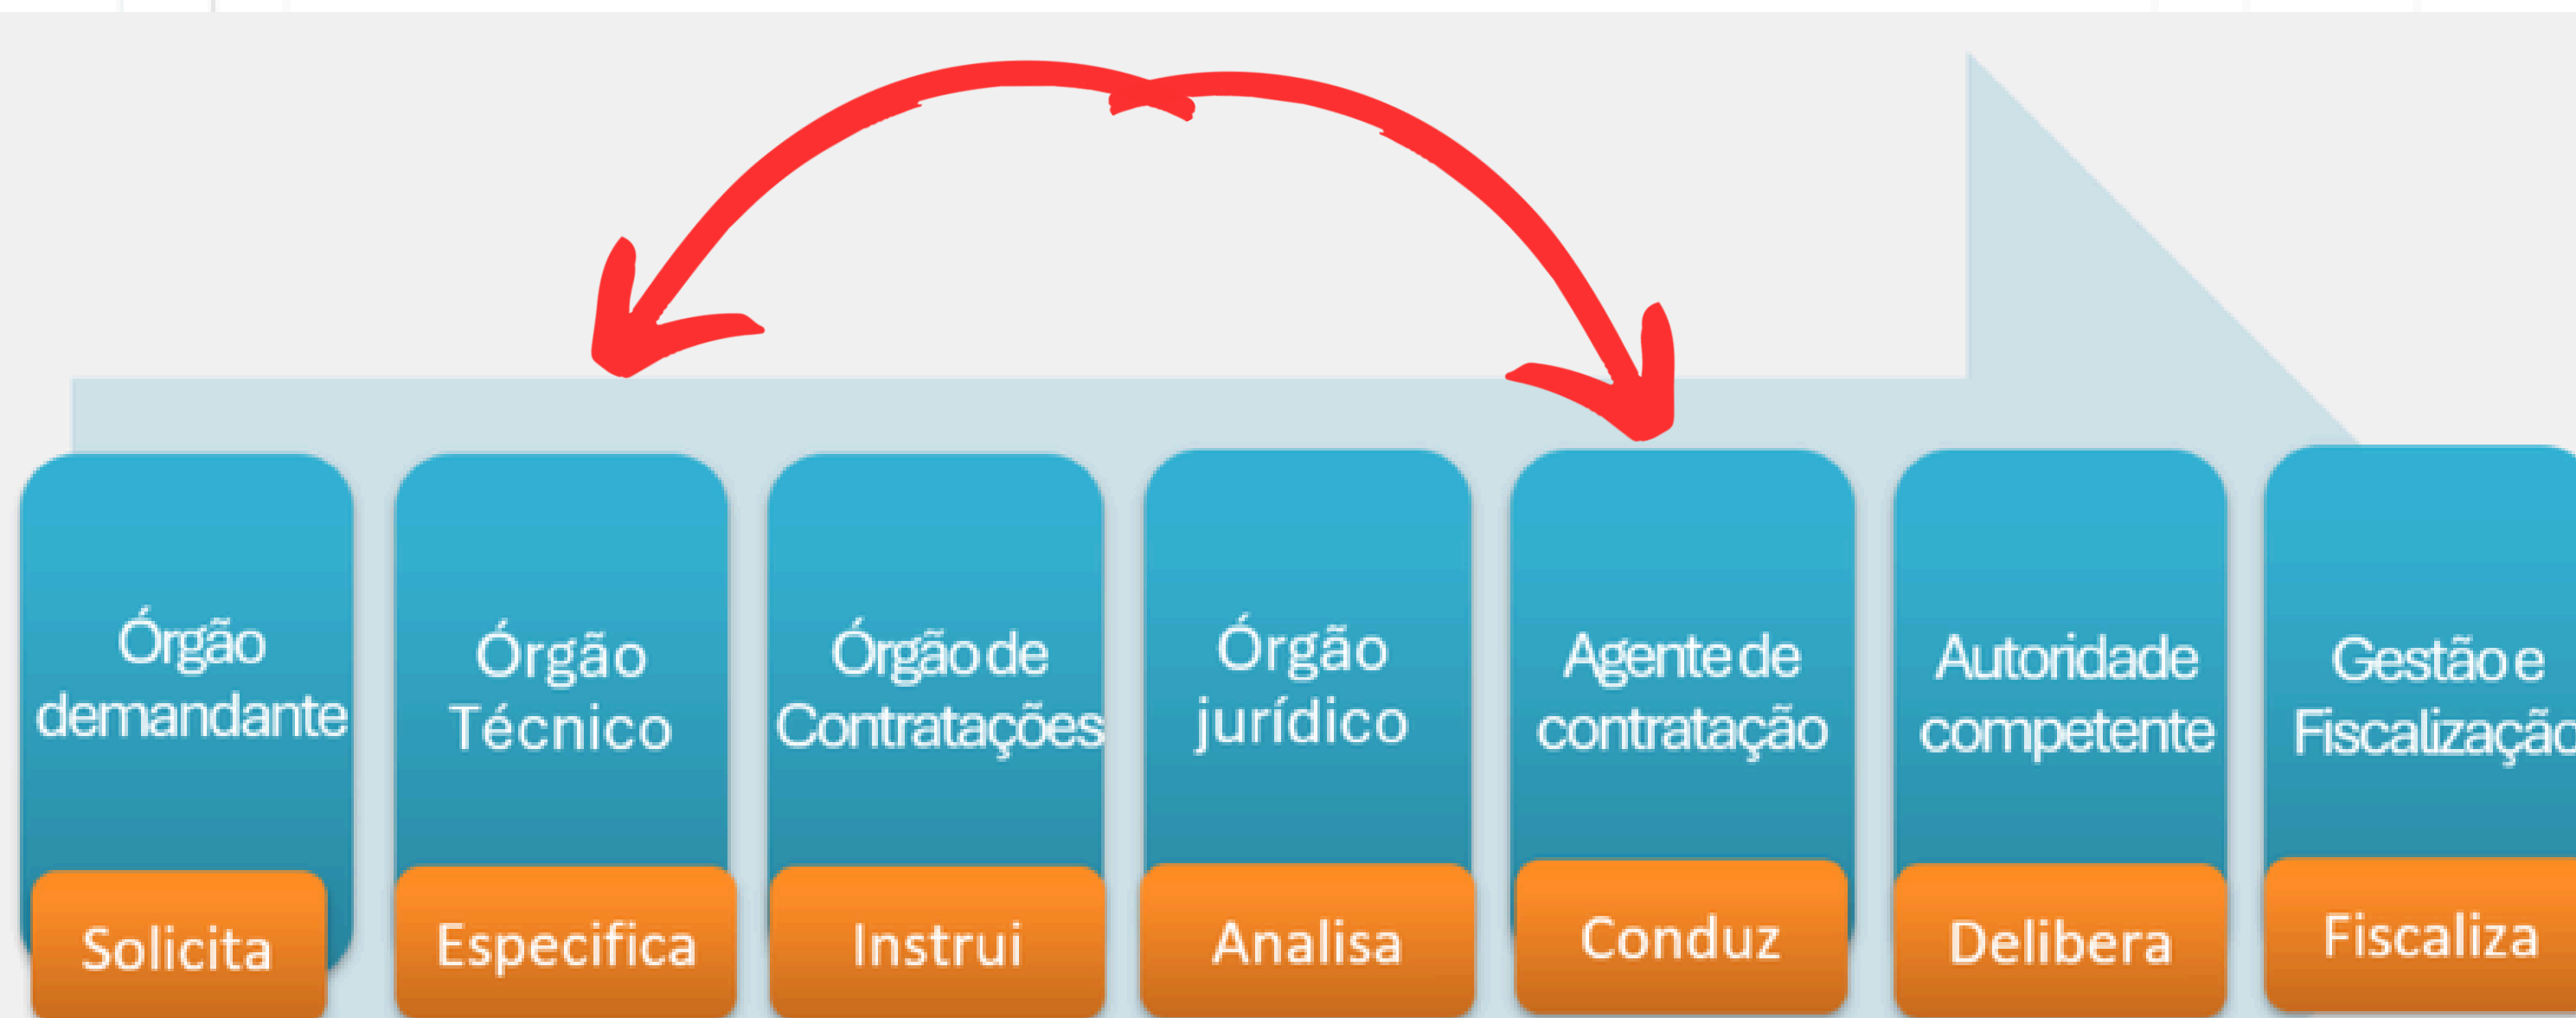 Órgão
demandante
Solicita
Órgão
Técnico
Especifica
Órgão de
Contratações
Instrui
Órgão
jurídico
Analisa
Agente de
contratação
Conduz
Autoridade
competente
Delibera
Gestão e
Fiscalização
Fiscaliza